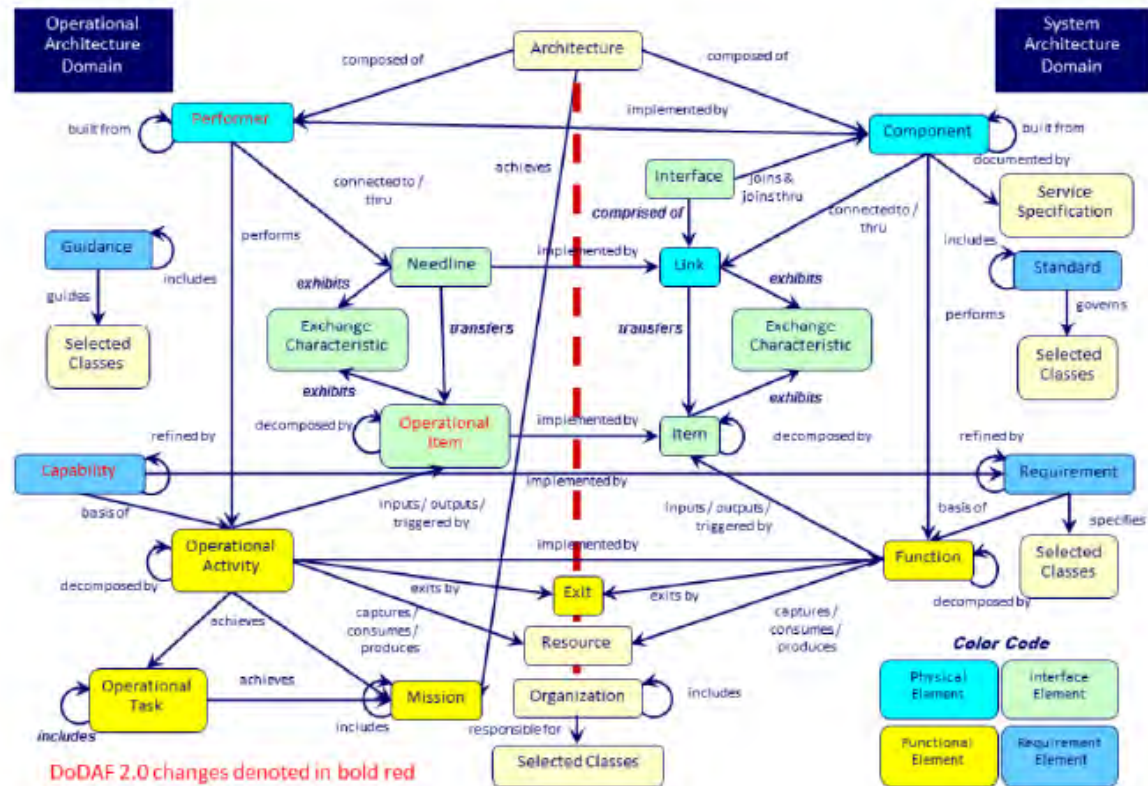 Operational
Architecture
Domain
System
Architecture
Domain
Architecture
composed of
composed of
Performer
built from
implemented by
Component
built from
achieves
documented by
Interface
joins &
joins thru
Service
Specification
connected to /
thru
comprised of
connected to /
thru
performs
Guidance
includes
guides
Selected
Classes
Needline
implemented by
Link
includes
Standard
governs
exhibits
exhibits
performs
Exchange
Characteristic
transfers
transfers
Exchange
Characteristic
Selected
Classes
exhibits
exhibits
decomposed by
Operational
Item
implemented by
Item
decomposed by
refined by
refined by
Capability
implemented by
Requirement
basis of
inputs / outputs /
triggered by
inputs / outputs /
triggered by
basis of
specifies
Operational
Activity
implemented by
Function
Selected
Classes
decomposed by
exits by
Exit
exits by
decomposed by
achieves
captures /
consumes /
produces
Resource
captures /
consumes /
produces
Color Code
Operational
Task
achieves
Mission
Organization
includes
Physical
Element
Interface
Element
includes
includes
responsible for
Selected Classes
Functional
Element
Requirement
Element
DoDAF 2.0 changes denoted in bold red